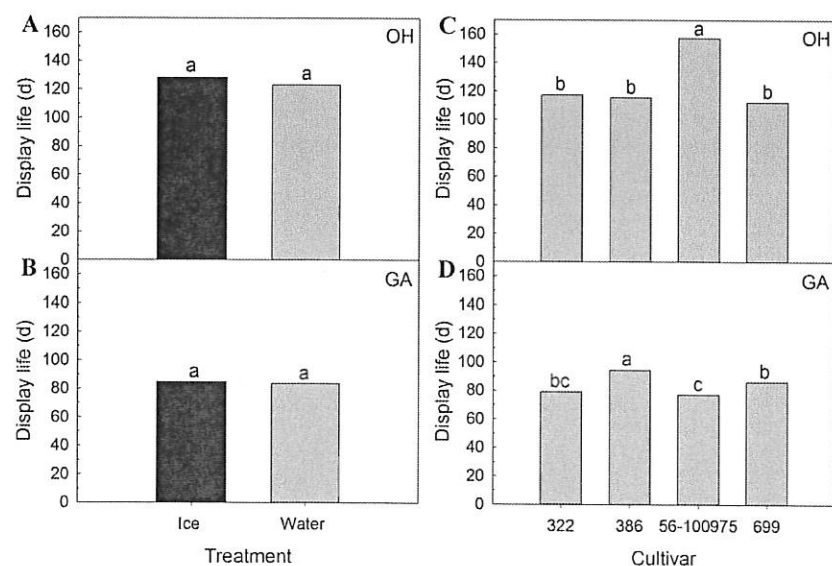 A
OH
160
140
120
100
80
60
40
20
0
Display life (d)
a
a
B
GA
160
140
120
100
80
60
40
20
0
Display life (d)
a
a
Ice
Water
Treatment
C
OH
160
140
120
100
80
60
40
20
0
Display life (d)
b
b
a
b
D
GA
160
140
120
100
80
60
40
20
0
Display life (d)
bc
a
c
b
322
386
56-100975
699
Cultivar